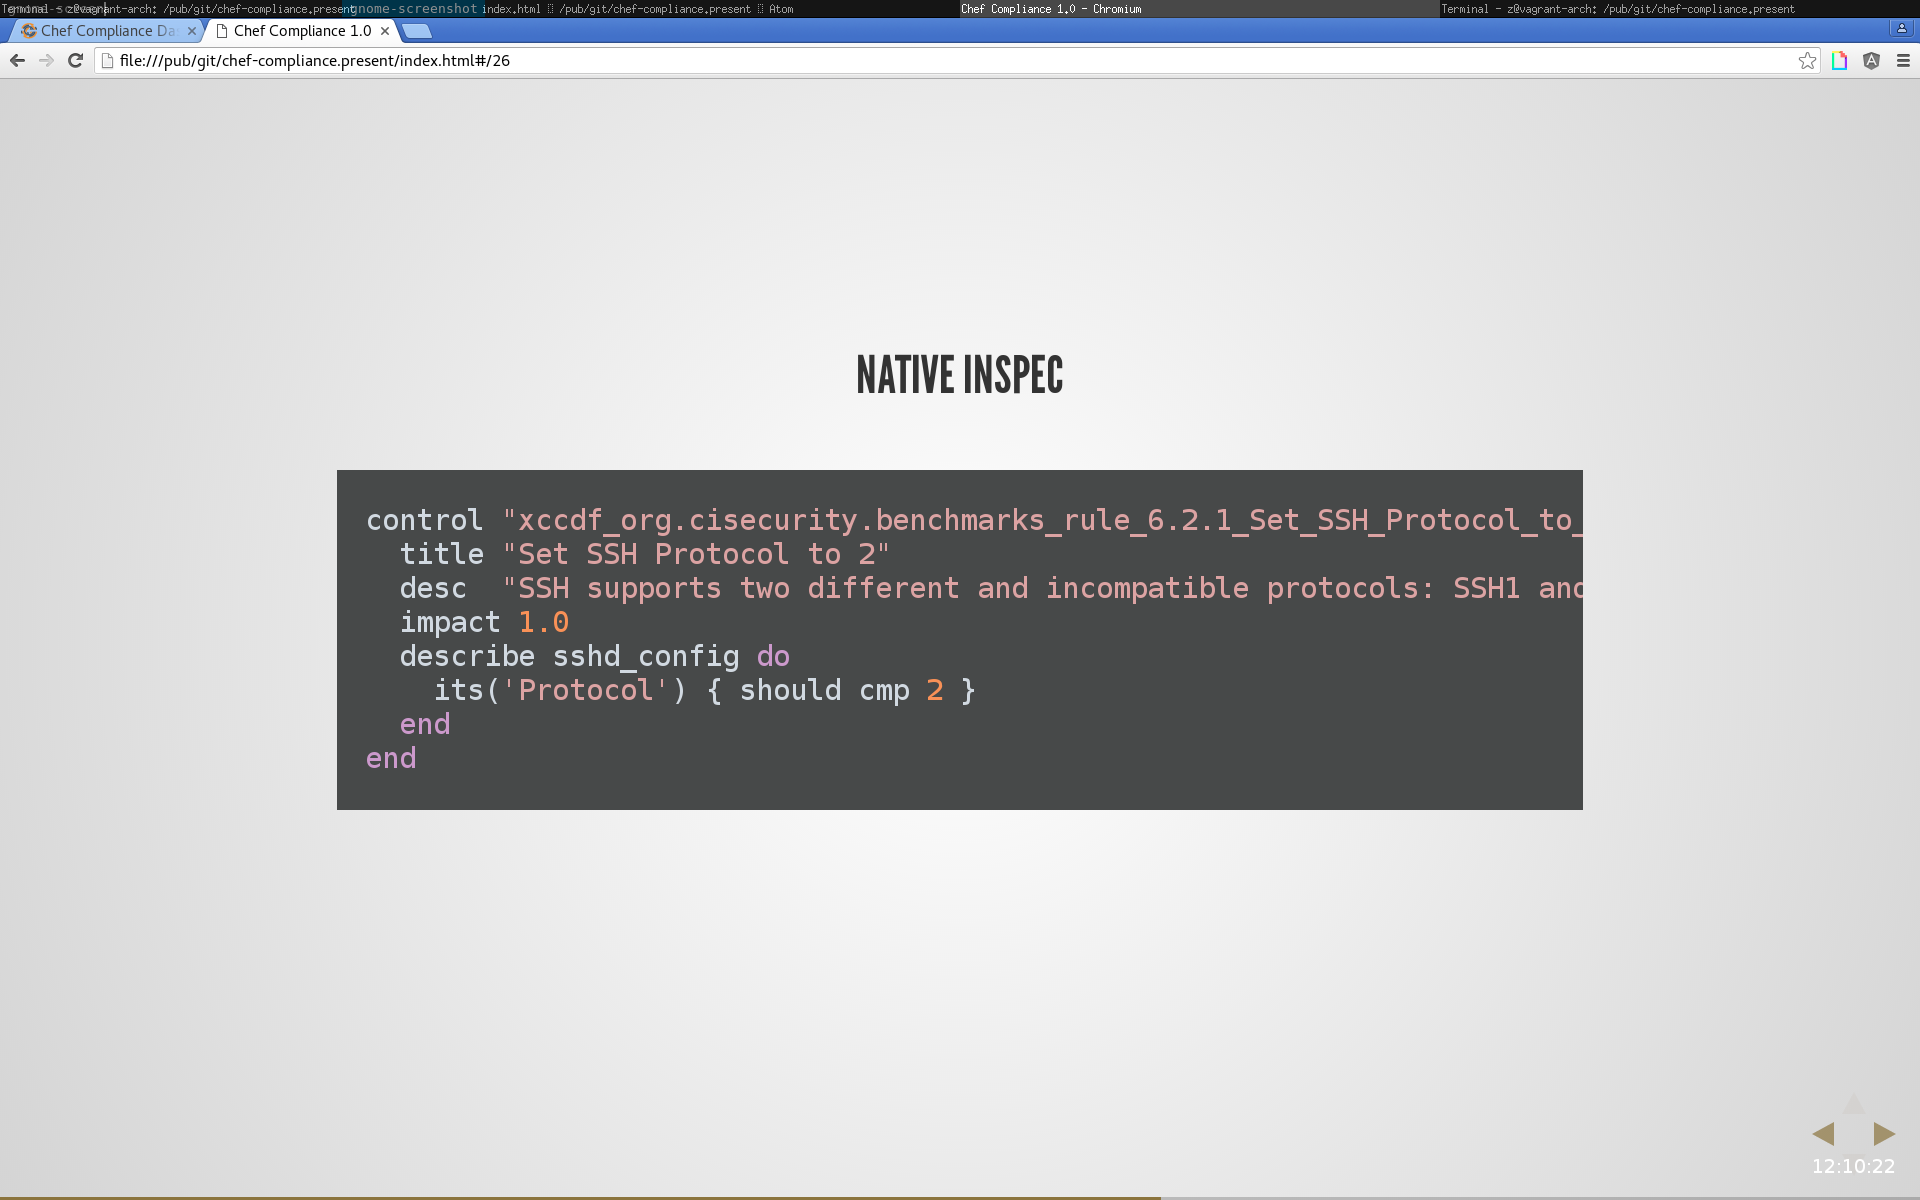 Terminal - z@vagrant-arch: /pub/git/chef-compliance.present
gnome-screenshot
index.html /pub/git/chef-compliance.present Atom
Chef Compliance 1.0 - Chromium
Terminal - z@vagrant-arch: /pub/git/chef-compliance.present
Chef Compliance Da
Chef Compliance 1.0
file:///pub/git/chef-compliance.present/index.html#/26
NATIVE INSPEC
control "xccdf_org.cisecurity.benchmarks_rule_6.2.1_Set_SSH_Protocol_to_
title "Set SSH Protocol to 2"
desc "SSH supports two different and incompatible protocols: SSH1 and
impact 1.0
describe sshd_config do
its('Protocol') { should cmp 2 }
end
end
12:10:22